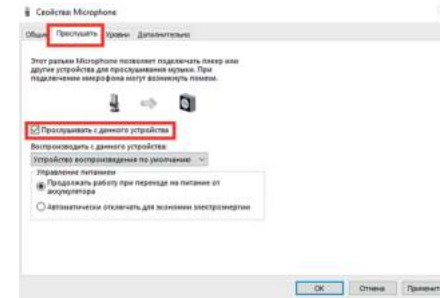 Свойства: Microphone
Общие Прослушать Уровни Дополнительно
Этот разъем Microphone позволяет подключать плеер или
другие устройства для прослушивания музыки. При
подключении микрофона могут возникнуть помехи.
Прослушивать с данного устройства
Воспроизводить с данного устройства:
Устройство воспроизведения по умолчанию
Управление питанием
Продолжать работу при переходе на питание от
аккумулятора
Автоматически отключать для экономии электроэнергии
OK Отмена Применить